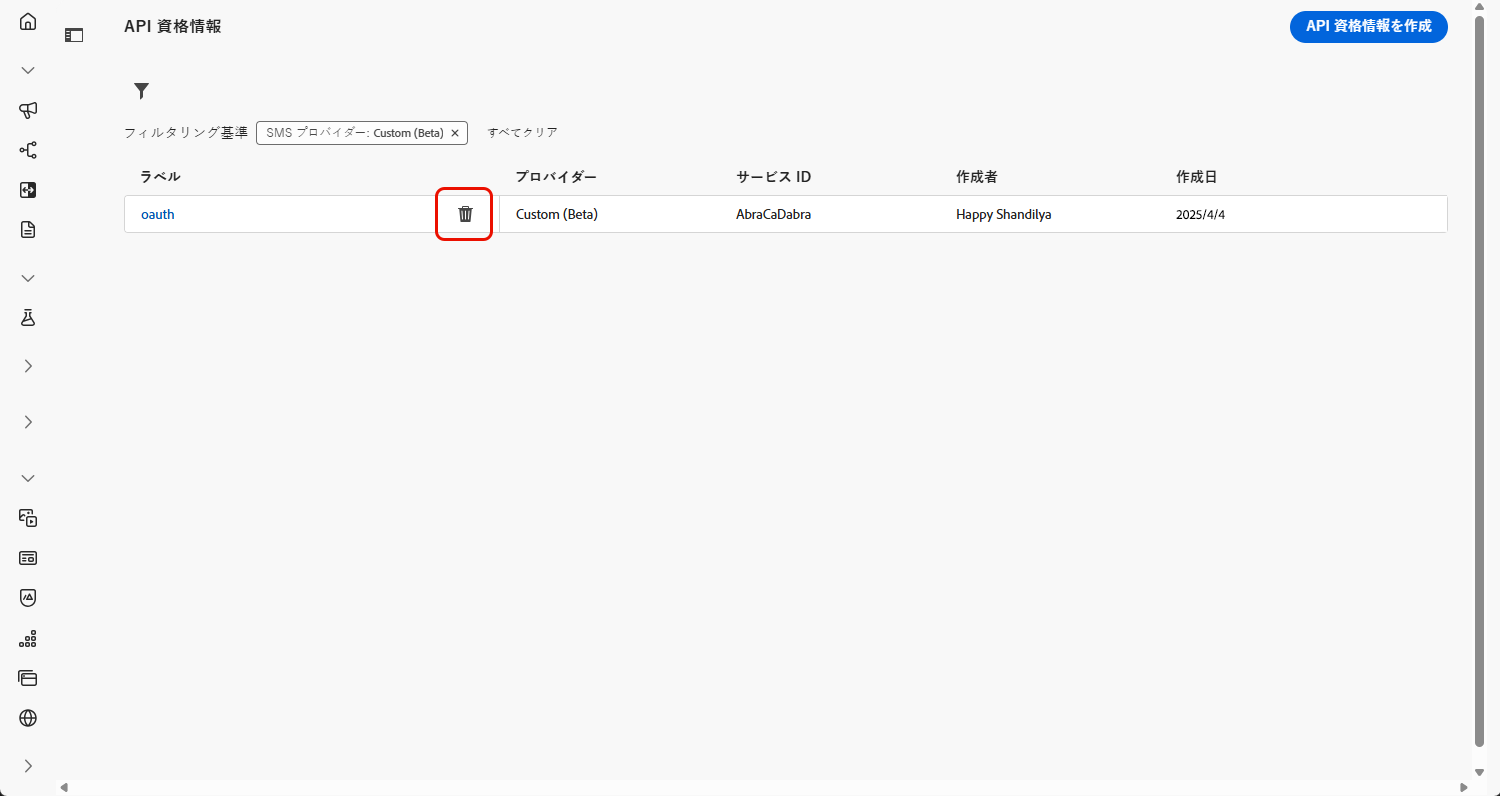 API 資格情報
API 資格情報を作成
フィルタリング基準 SMS プロバイダー: Custom (Beta) × すべてクリア
ラベル プロバイダー サービス ID 作成者 作成日
oauth Custom (Beta) AbraCaDabra Happy Shandilya 2025/4/4